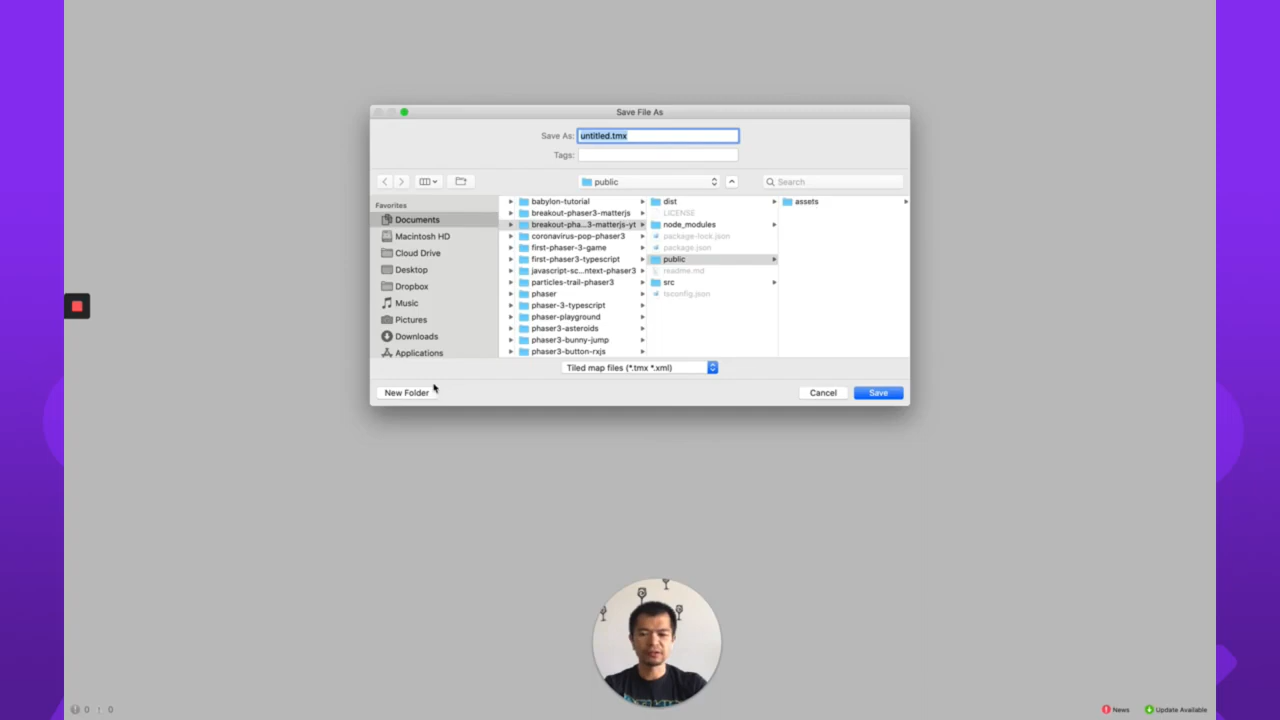 Save File As
Save As: untitled.tmx
Tags:
public
Search
Favorites
Documents
Macintosh HD
Cloud Drive
Desktop
Dropbox
Music
Pictures
Downloads
Applications
babylon-tutorial
breakout-phaser3-matterjs
breakout-pha...3-matterjs-yt
coronavirus-pop-phaser3
first-phaser-3-game
first-phaser3-typescript
javascript-sc...ntext-phaser3
particles-trail-phaser3
phaser
phaser-3-typescript
phaser-playground
phaser3-asteroids
phaser3-bunny-jump
phaser3-button-rxjs
dist
LICENSE
node_modules
package-lock.json
package.json
public
readme.md
src
tsconfig.json
assets
Tiled map files (*.tmx *.xml)
New Folder
Cancel
Save
0
0
News
Update Available